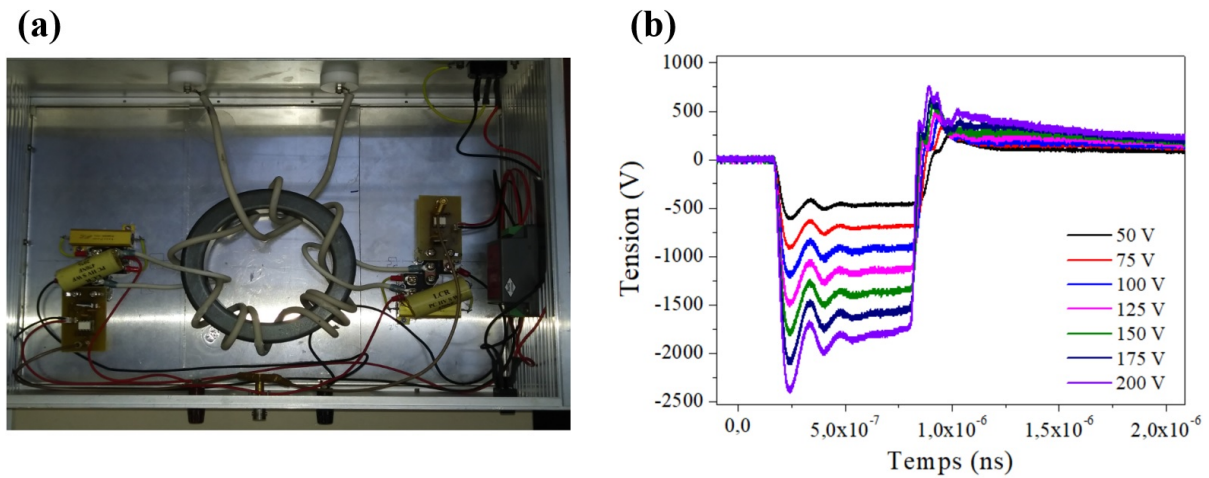 (a)
(b)
1000
500
0
-500
-1000
-1500
-2000
-2500
Tension (V)
50 V
75 V
100 V
125 V
150 V
175 V
200 V
0,0
5,0x10⁻⁷
1,0x10⁻⁶
1,5x10⁻⁶
2,0x10⁻⁶
Temps (ns)
LCR